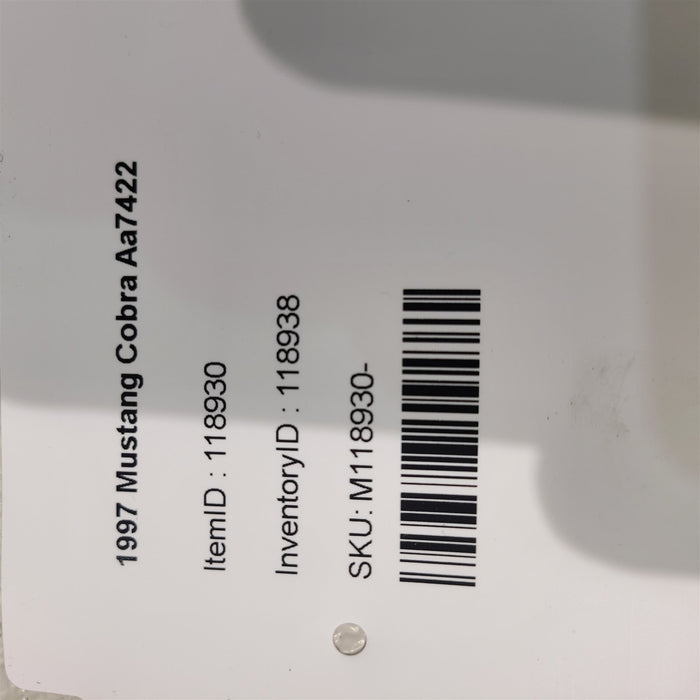 1997 Mustang Cobra Aa7422
ItemID : 118930
InventoryID : 118938
SKU: M118930-